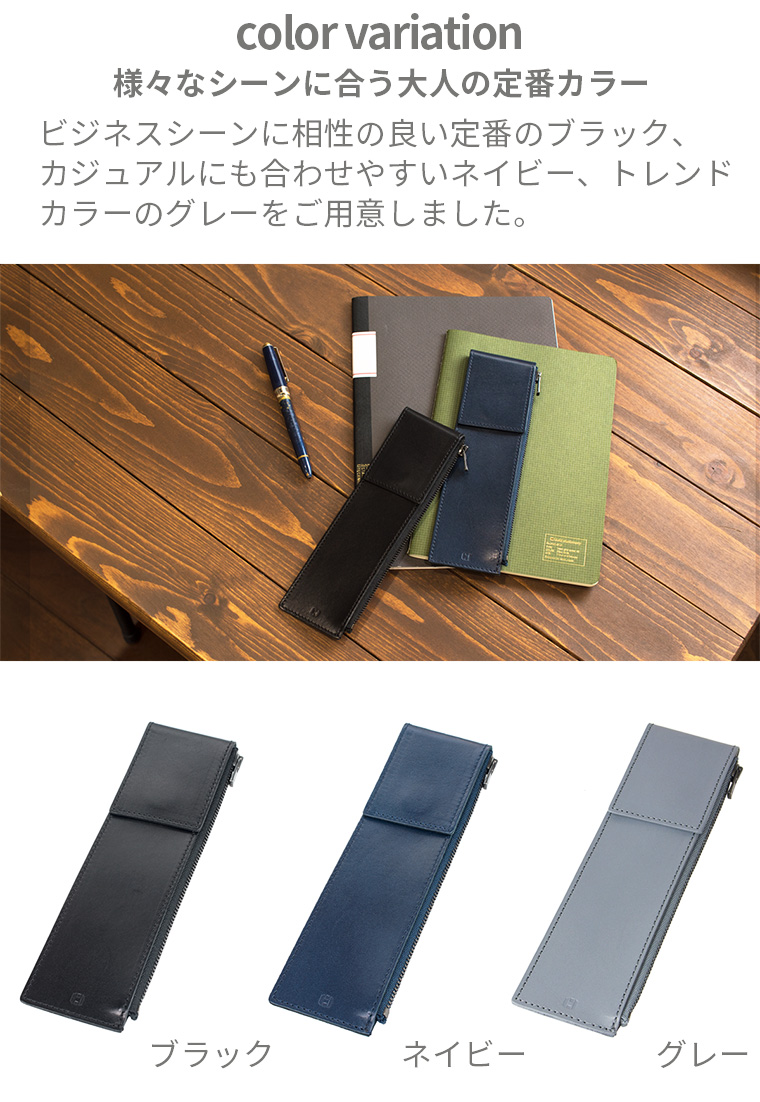 color variation
様々なシーンに合う大人の定番カラー
ビジネスシーンに相性の良い定番のブラック、
カジュアルにも合わせやすいネイビー、トレンド
カラーのグレーをご用意しました。
ブラック
ネイビー
グレー